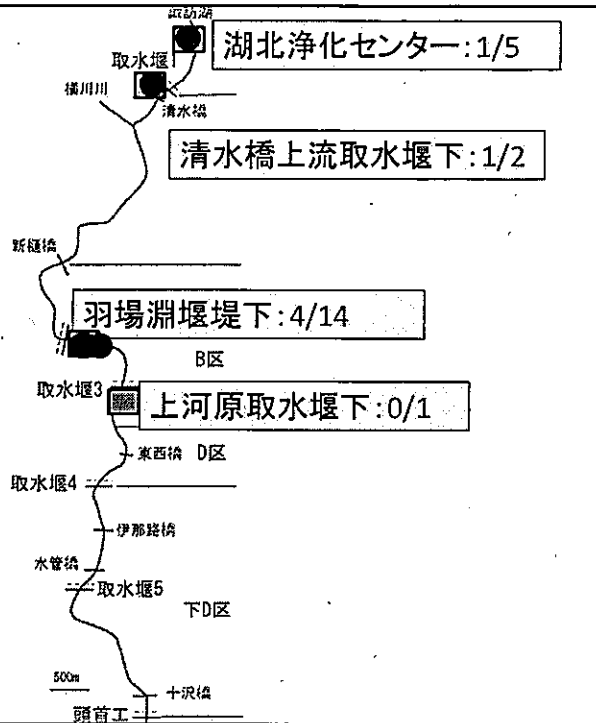 諏訪湖
湖北浄化センター:1/5
取水堰
横川川
清水橋
清水橋上流取水堰下:1/2
新樋橋
羽場淵堰堤下:4/14
B区
取水堰3
上河原取水堰下:0/1
東西橋 D区
取水堰4
伊那路橋
水管橋
取水堰5
下D区
500m
十沢橋
頭首工